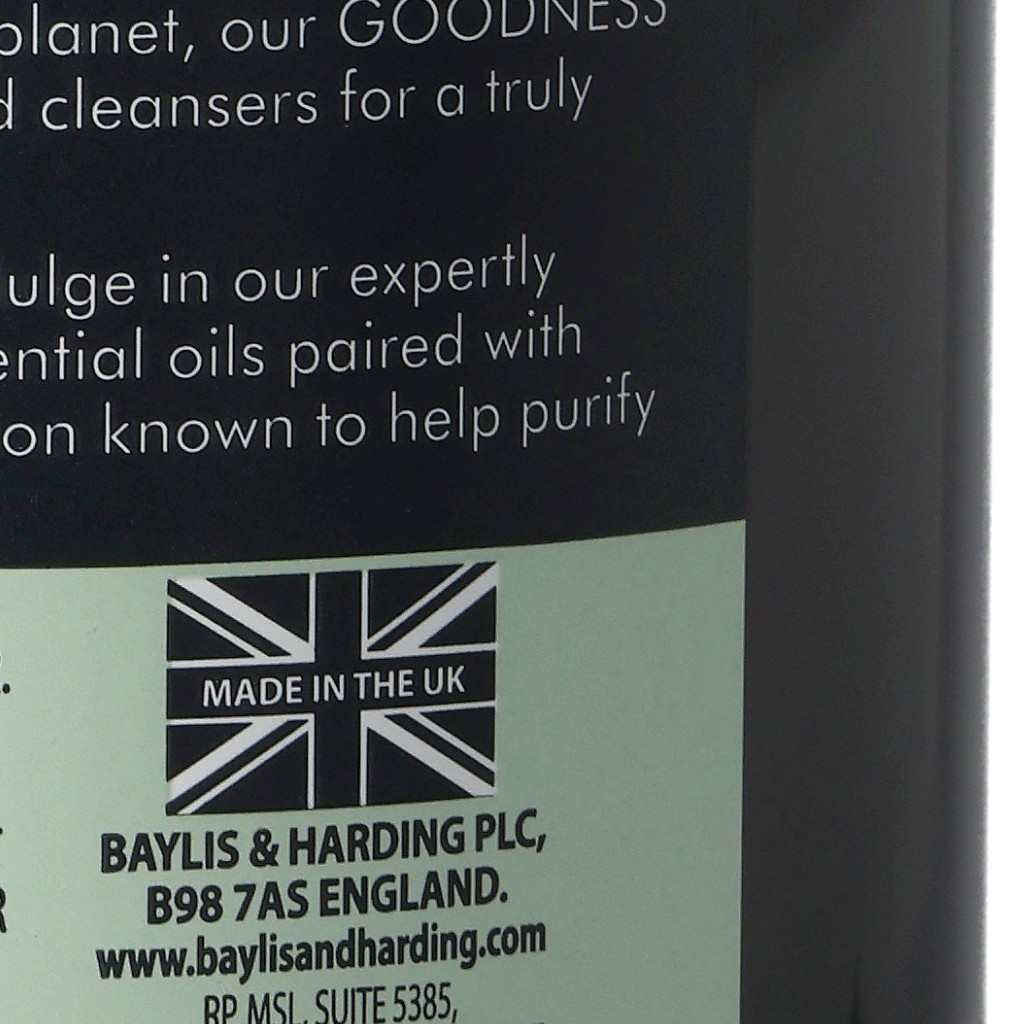 planet, our GOODNESS
d cleansers for a truly
ulge in our expertly
ential oils paired with
on known to help purify
MADE IN THE UK
BAYLIS & HARDING PLC,
B98 7AS ENGLAND.
www.baylisandharding.com
RP MSL, SUITE 5385,